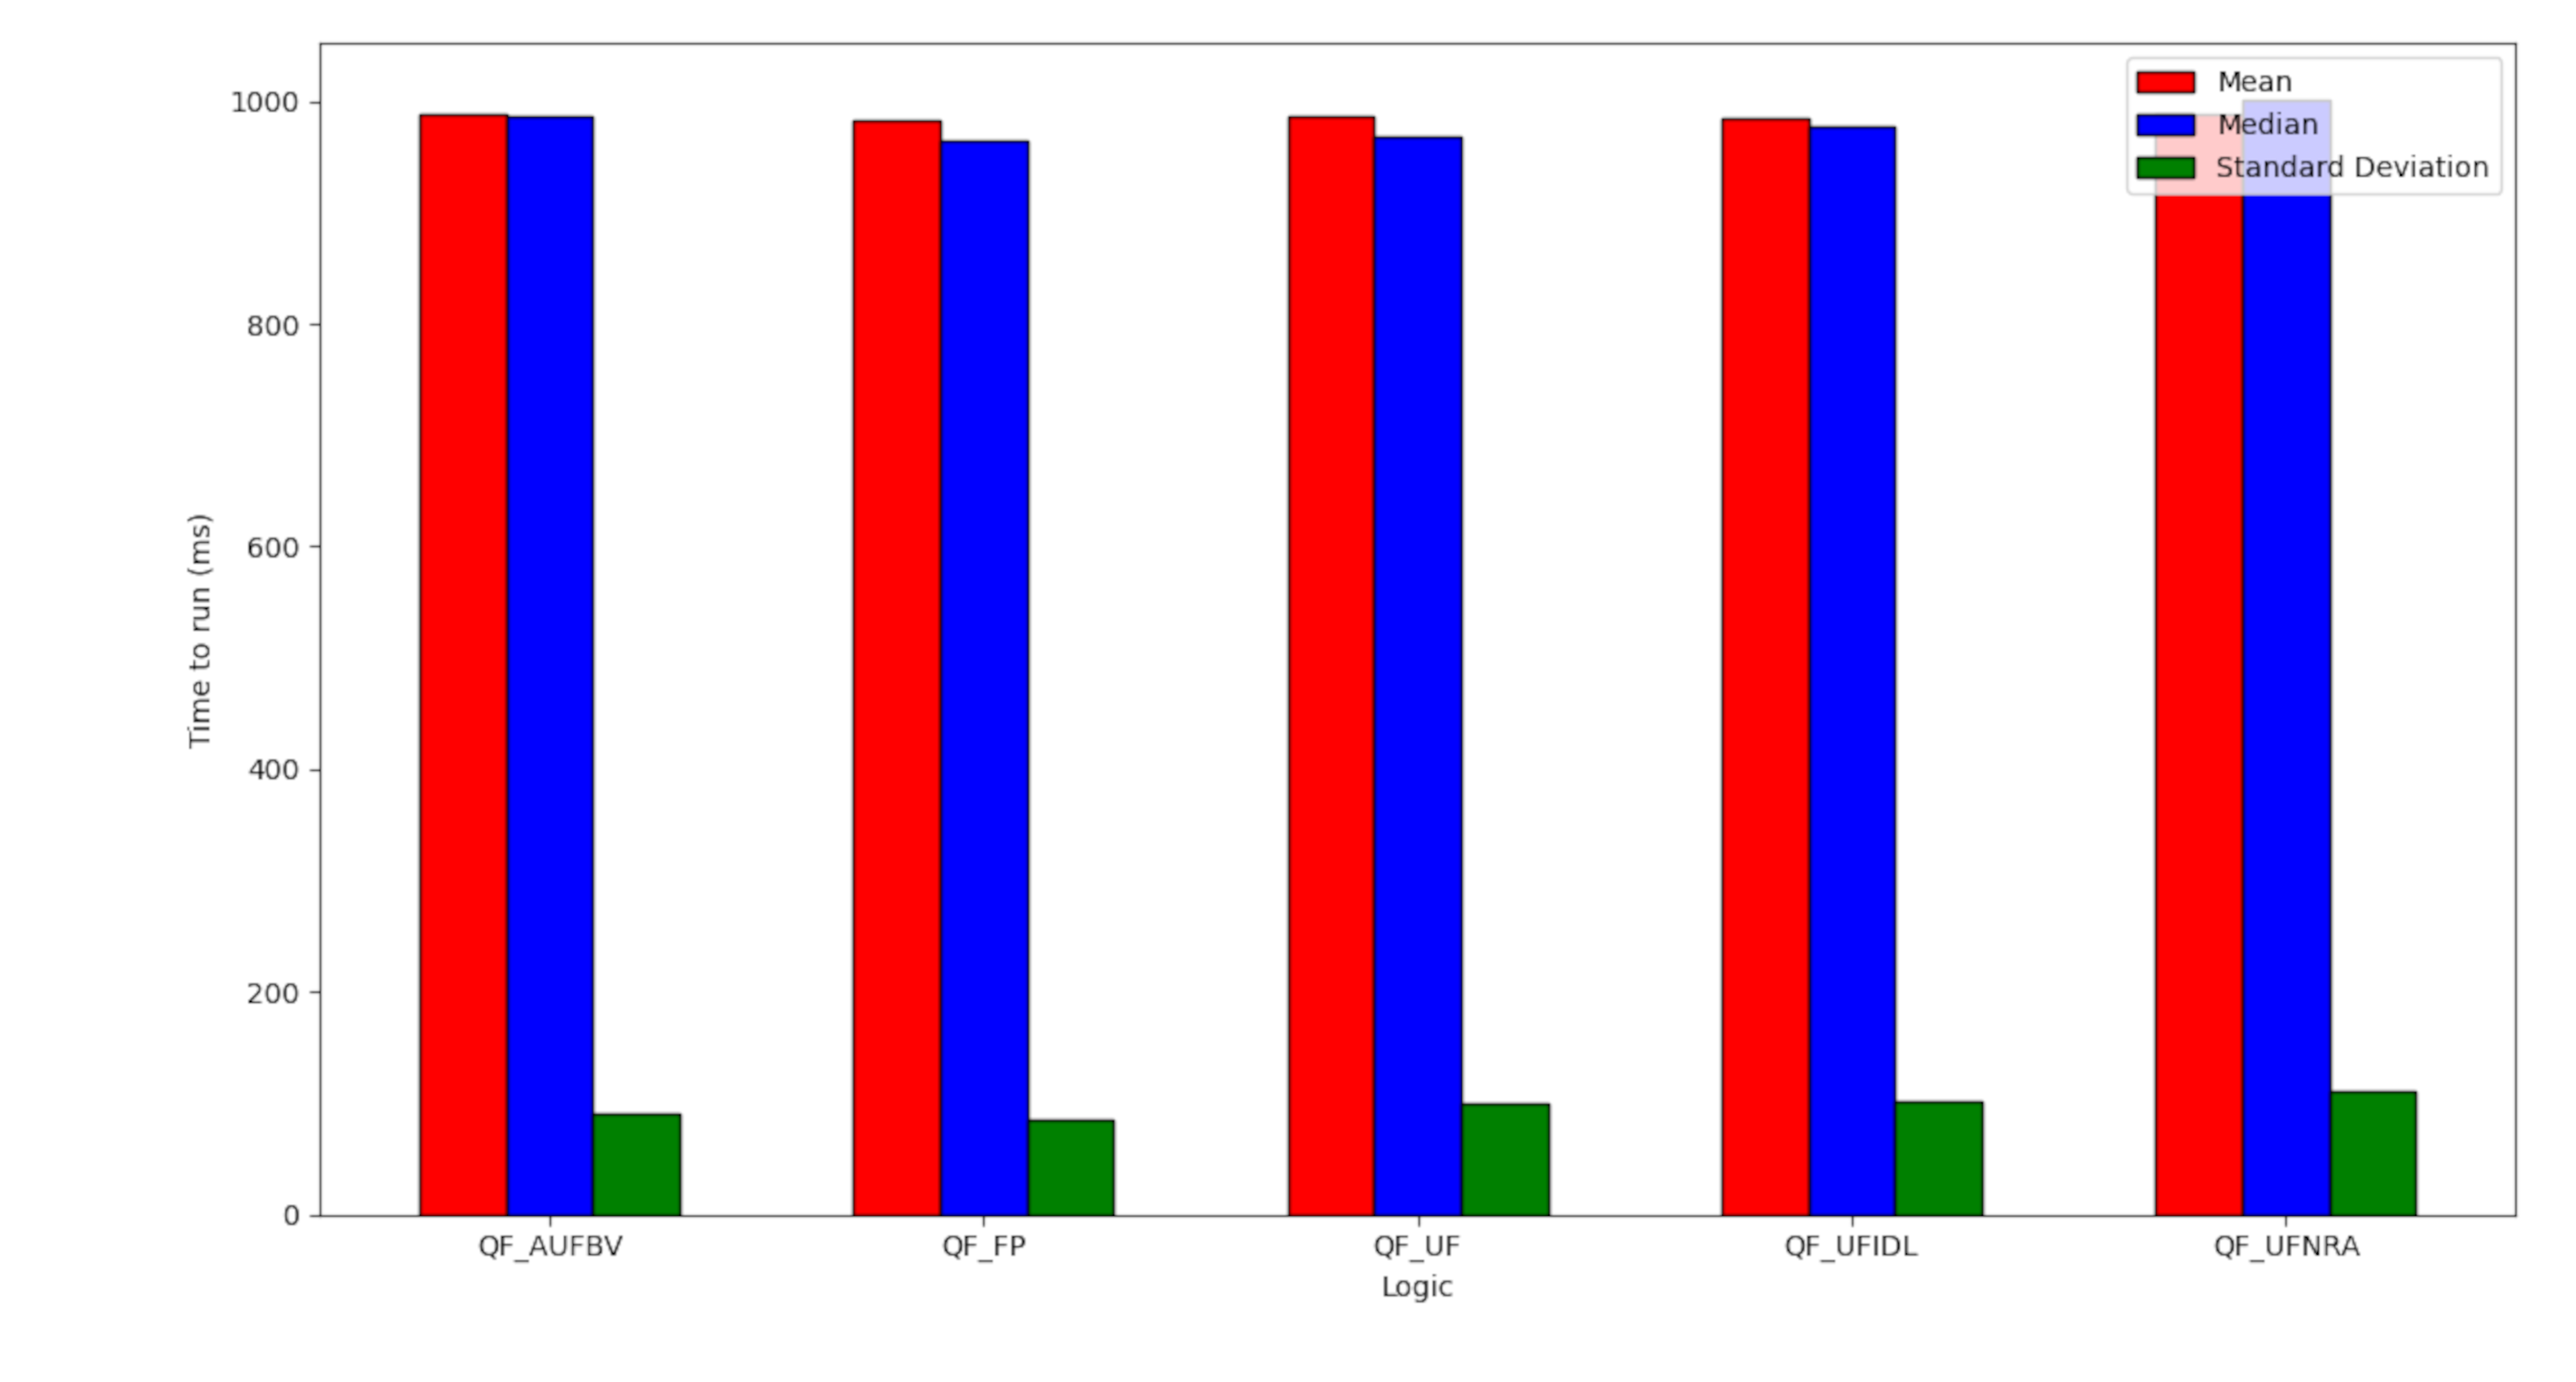 Mean
Median
Standard Deviation
1000
800
600
400
200
0
Time to run (ms)
QF_AUFBV
QF_FP
QF_UF
QF_UFIDL
QF_UFNRA
Logic